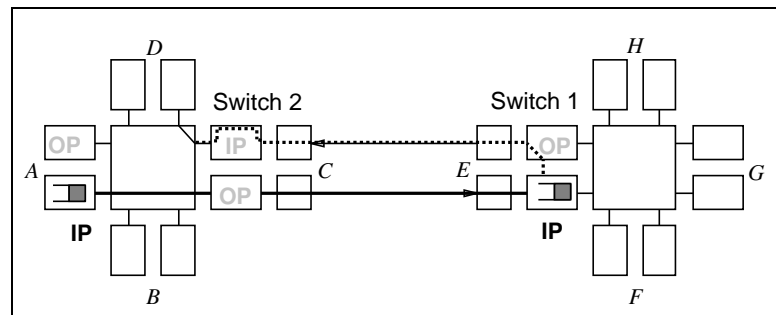 D H
Switch 2 Switch 1
OP IP OP
A C E G
OP
IP IP
B F